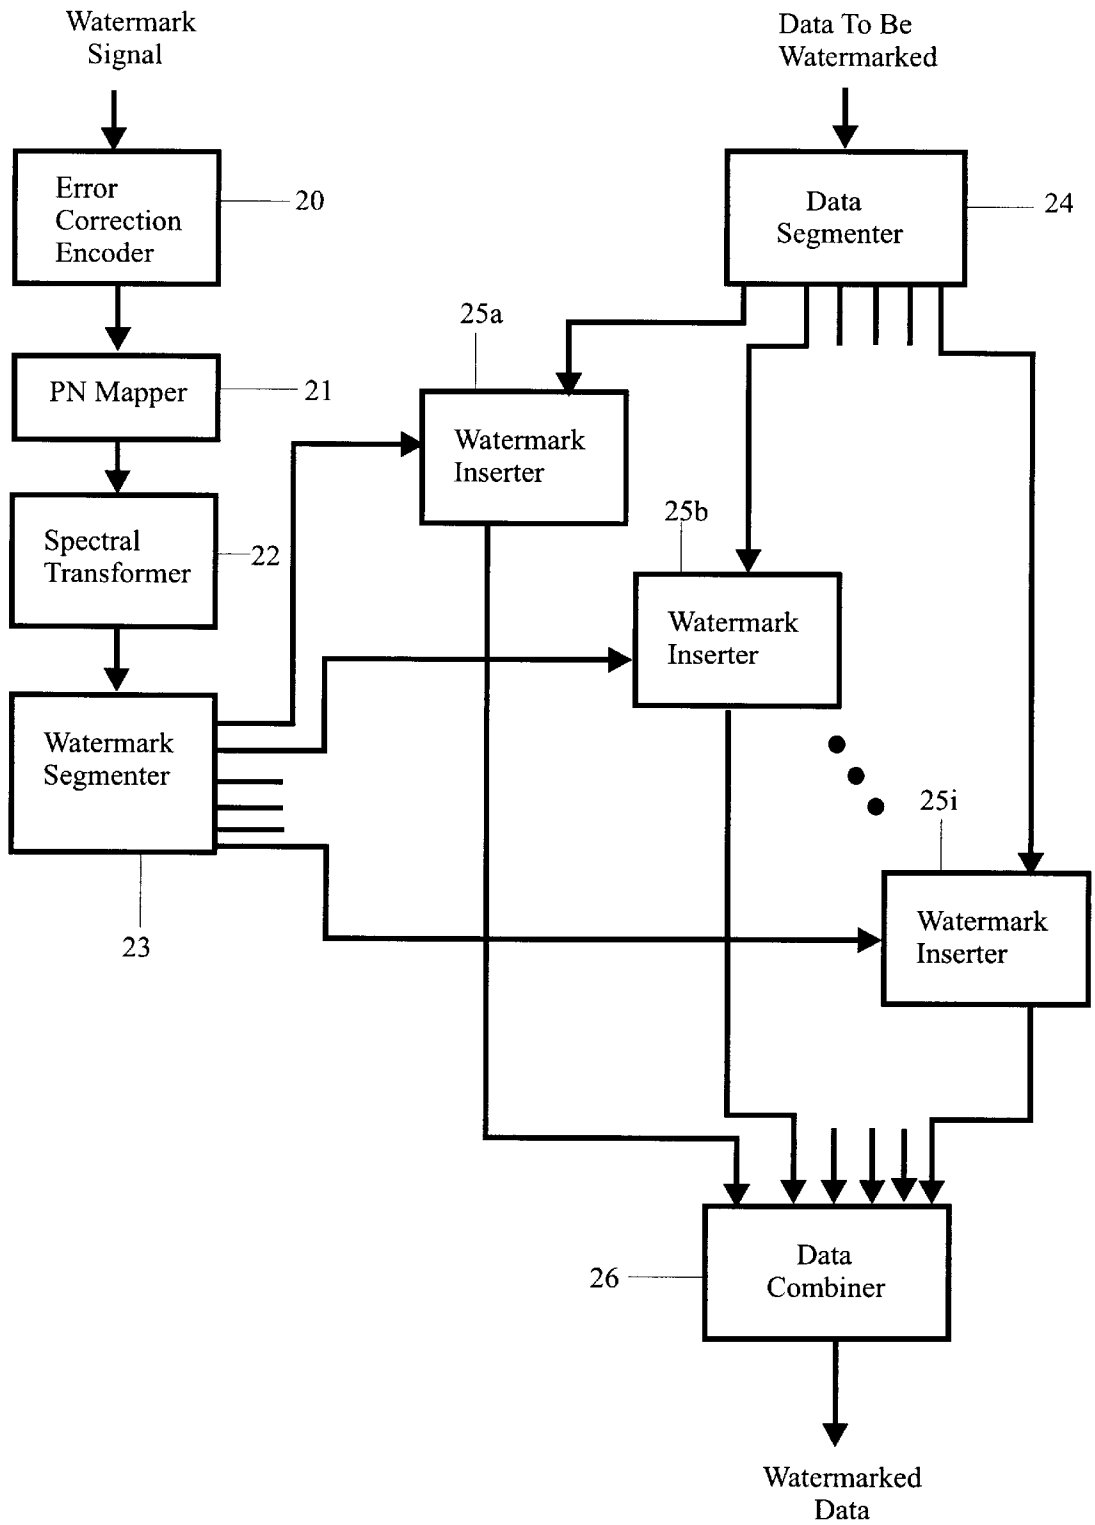 Watermark
Signal
Data To Be
Watermarked
Error
Correction
Encoder
20
Data
Segmenter
24
25a
PN Mapper
21
Watermark
Inserter
25b
Spectral
Transformer
22
Watermark
Inserter
Watermark
Segmenter
23
25i
Watermark
Inserter
Data
Combiner
26
Watermarked
Data